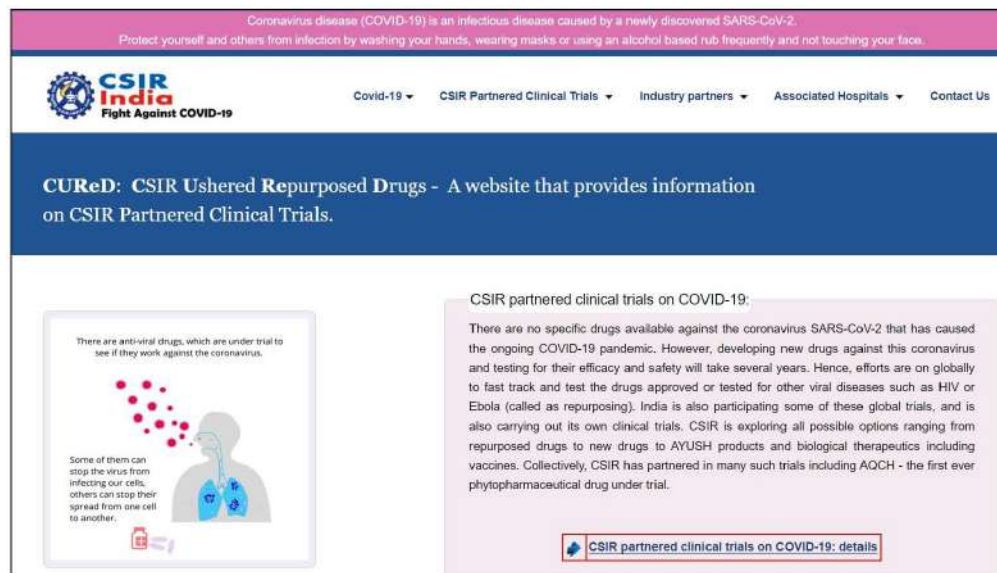 Coronavirus disease (COVID-19) is an infectious disease caused by a newly discovered SARS-CoV-2.
Protect yourself and others from infection by washing your hands, wearing masks or using an alcohol based rub frequently and not touching your face.
CSIR
India
Fight Against COVID-19
Covid-19 CSIR Partnered Clinical Trials Industry partners Associated Hospitals Contact Us
CUReD: CSIR Ushered Repurposed Drugs - A website that provides information
on CSIR Partnered Clinical Trials.
There are anti-viral drugs, which are under trial to
see if they work against the coronavirus.
Some of them can
stop the virus from
infecting our cells,
others can stop their
spread from one cell
to another.
CSIR partnered clinical trials on COVID-19:
There are no specific drugs available against the coronavirus SARS-CoV-2 that has caused
the ongoing COVID-19 pandemic. However, developing new drugs against this coronavirus
and testing for their efficacy and safety will take several years. Hence, efforts are on globally
to fast track and test the drugs approved or tested for other viral diseases such as HIV or
Ebola (called as repurposing). India is also participating some of these global trials, and is
also carrying out its own clinical trials. CSIR is exploring all possible options ranging from
repurposed drugs to new drugs to AYUSH products and biological therapeutics including
vaccines. Collectively, CSIR has partnered in many such trials including AQCH - the first ever
phytopharmaceutical drug under trial.
CSIR partnered clinical trials on COVID-19: details